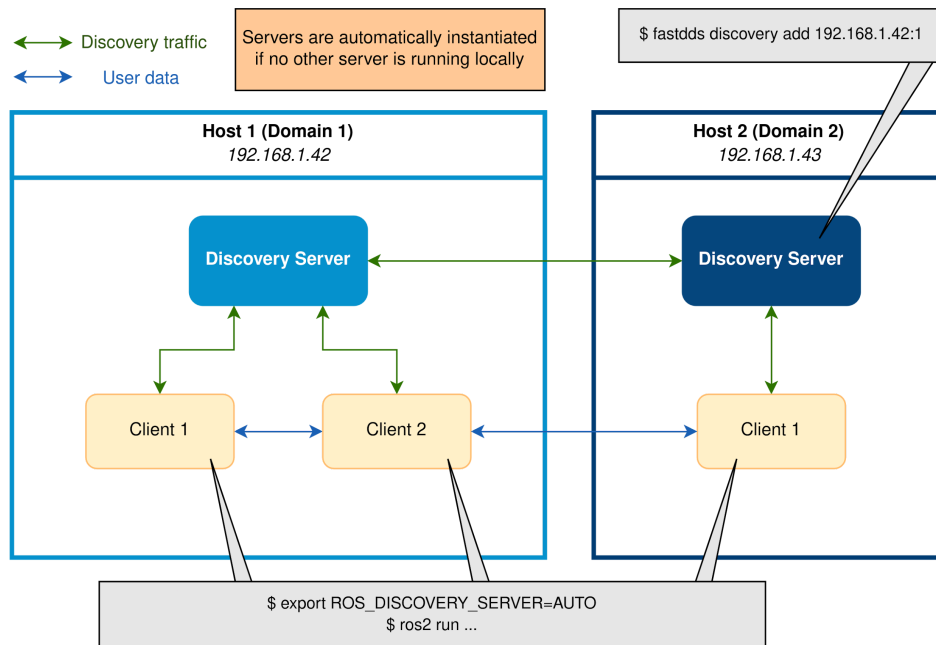 Discovery traffic
User data
Servers are automatically instantiated
if no other server is running locally
$ fastdds discovery add 192.168.1.42:1
Host 1 (Domain 1)
192.168.1.42
Host 2 (Domain 2)
192.168.1.43
Discovery Server
Discovery Server
Client 1
Client 2
Client 1
$ export ROS_DISCOVERY_SERVER=AUTO
$ ros2 run ...